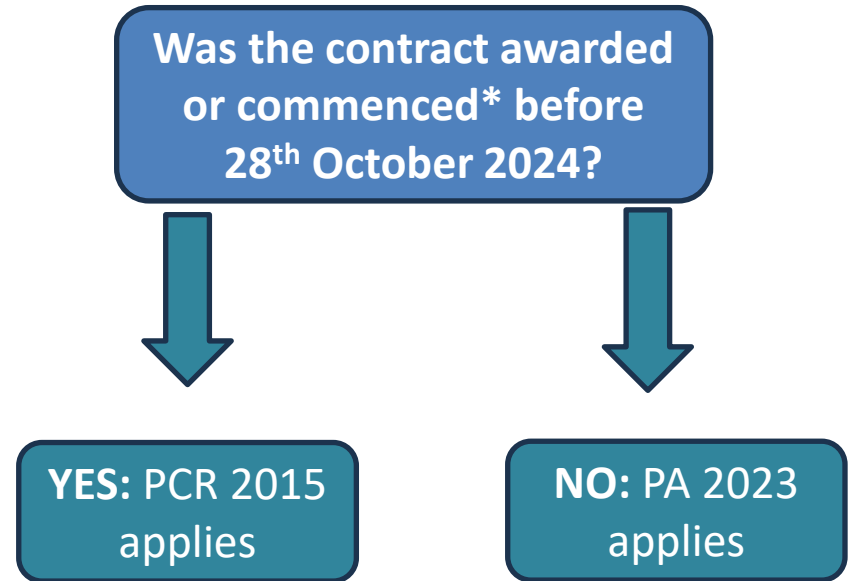 Was the contract awarded
or commenced* before
28th October 2024?
YES: PCR 2015
applies
NO: PA 2023
applies